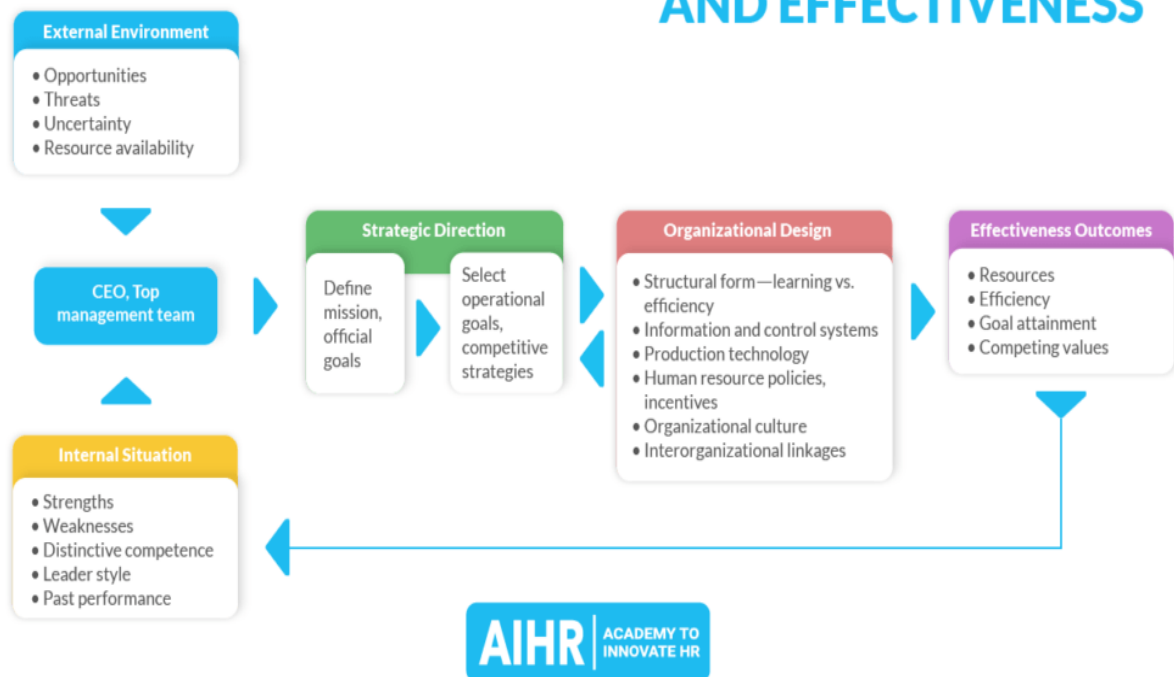 AND EFFECTIVENESS
External Environment
• Opportunities
• Threats
• Uncertainty
• Resource availability
CEO, Top
management team
Internal Situation
• Strengths
• Weaknesses
• Distinctive competence
• Leader style
• Past performance
Strategic Direction
Define
mission,
official
goals
Select
operational
goals,
competitive
strategies
Organizational Design
• Structural form—learning vs.
efficiency
• Information and control systems
• Production technology
• Human resource policies,
incentives
• Organizational culture
• Interorganizational linkages
Effectiveness Outcomes
• Resources
• Efficiency
• Goal attainment
• Competing values
AIHR
ACADEMY TO
INNOVATE HR